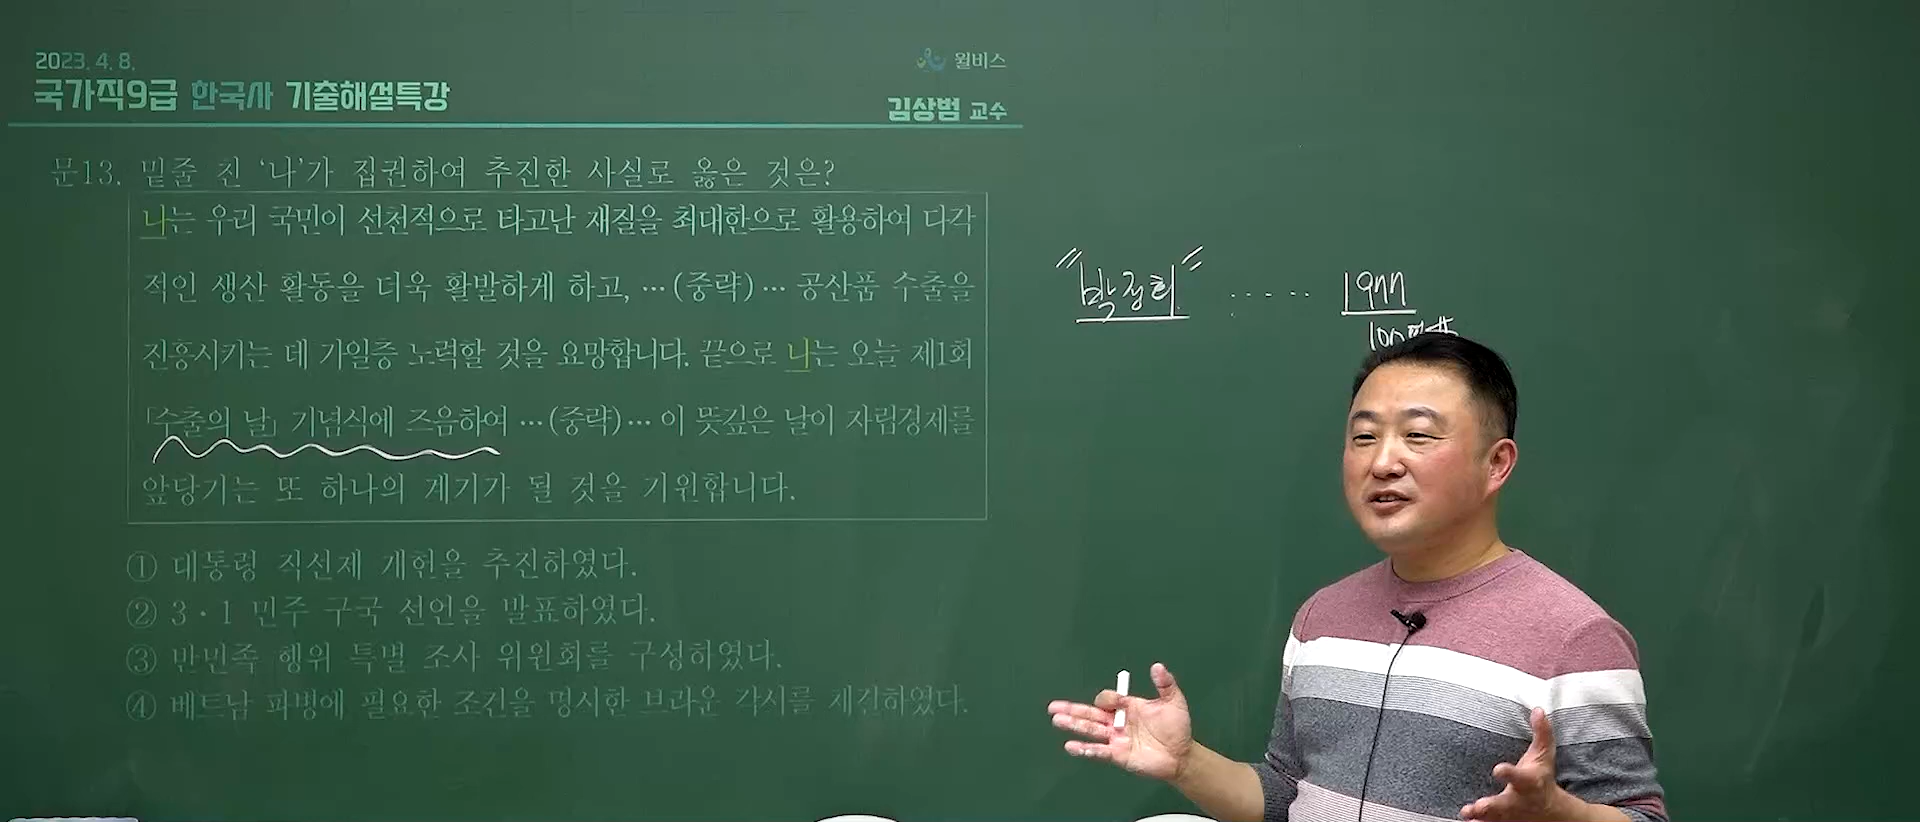 2023. 4. 8.
국가직9급 한국사 기출해설특강
윌비스
김상범 교수
문13. 밑줄 친 ‘나’가 집권하여 추진한 사실로 옳은 것은?
나는 우리 국민이 선천적으로 타고난 재질을 최대한으로 활용하여 다각
적인 생산 활동을 더욱 활발하게 하고, …(중략)… 공산품 수출을
진흥시키는 데 가일층 노력할 것을 요망합니다. 끝으로 나는 오늘 제1회
「수출의 날」 기념식에 즈음하여 …(중략)… 이 뜻깊은 날이 자립경제를
앞당기는 또 하나의 계기가 될 것을 기원합니다.
① 대통령 직선제 개헌을 추진하였다.
② 3·1 민주 구국 선언을 발표하였다.
③ 반민족 행위 특별 조사 위원회를 구성하였다.
④ 베트남 파병에 필요한 조건을 명시한 브라운 각서를 체결하였다.
"박정희" ..... 1977
100